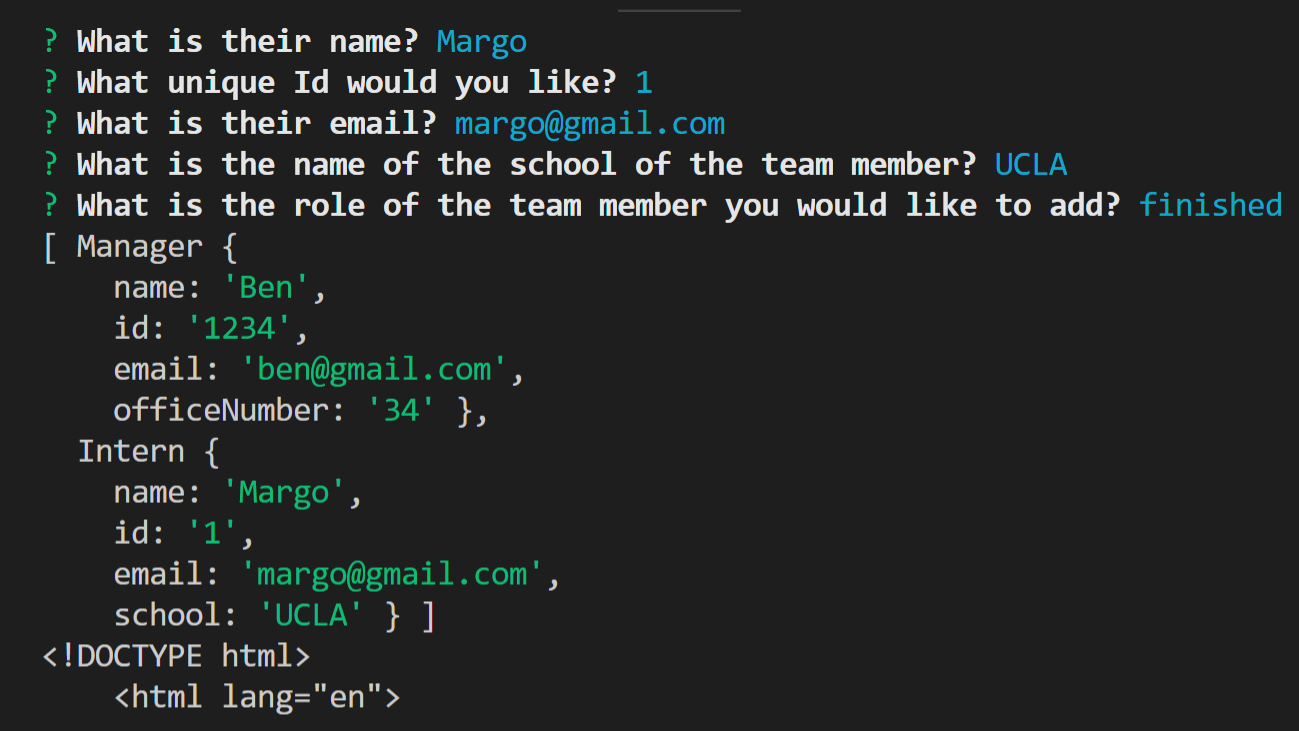 ? What is their name? Margo
? What unique Id would you like? 1
? What is their email? margo@gmail.com
? What is the name of the school of the team member? UCLA
? What is the role of the team member you would like to add? finished
[ Manager {
    name: 'Ben',
    id: '1234',
    email: 'ben@gmail.com',
    officeNumber: '34' },
  Intern {
    name: 'Margo',
    id: '1',
    email: 'margo@gmail.com',
    school: 'UCLA' } ]
<!DOCTYPE html>
    <html lang="en">